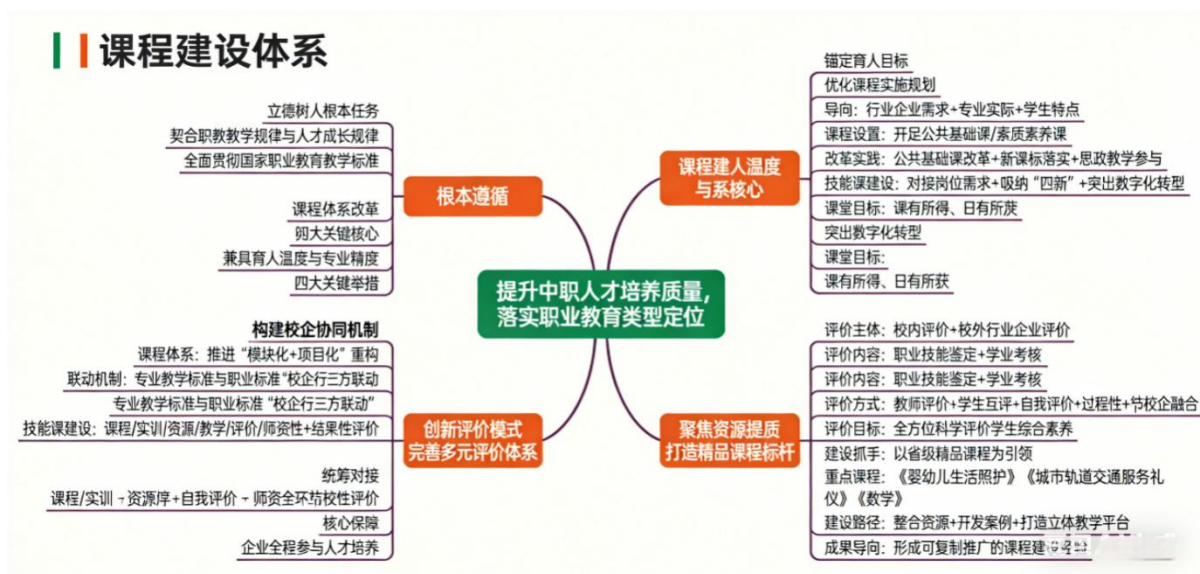 课程建设体系
立德树人根本任务
契合职教教学规律与人才成长规律
全面贯彻国家职业教育教学标准
课程体系改革
大关键核心
兼具育人温度与专业精度
四大关键举措
根本遵循
构建校企协同机制
课程体系：推进“模块化+项目化”重构
联动机制：专业教学标准与职业标准“校企行三方联动
专业教学标准与职业标准“校企行三方联动”
技能课建设：课程/实训/资源/教学/评价/师资性+结果性评价
统筹对接
课程/实训-资源库+自我评价-师资全环校性评价
核心保障
企业全程参与人才培养
创新评价模式
完善多元评价体系
提升中职人才培养质量，
落实职业教育类型定位
课程建人温度
与系核心
锚定育人目标
优化课程实施规划
导向：行业企业需求+专业实际+学生特点
课程设置：开足公共基础课/素质素养课
改革实践：公共基础课改革+新课标落实+思政教学参与
技能课建设：对接岗位需求+吸纳“四新”+突出数字化转型
课堂目标：课有所得、日有所获
突出数字化转型
课堂目标：
课有所得、日有所获
聚焦资源提质
打造精品课程标杆
评价主体：校内评价+校外行业企业评价
评价内容：职业技能鉴定+学业考核
评价内容：职业技能鉴定+学业考核
评价方式：教师评价+学生互评+自我评价+过程性+节校企融合
评价目标：全方位科学评价学生综合素养
建设抓手：以省级精品课程为引领
重点课程：《婴幼儿生活照护》《城市轨道交通服务礼
仪》《数学》
建设路径：整合资源+开发案例+打造立体教学平台
成果导向：形成可复制推广的课程建设